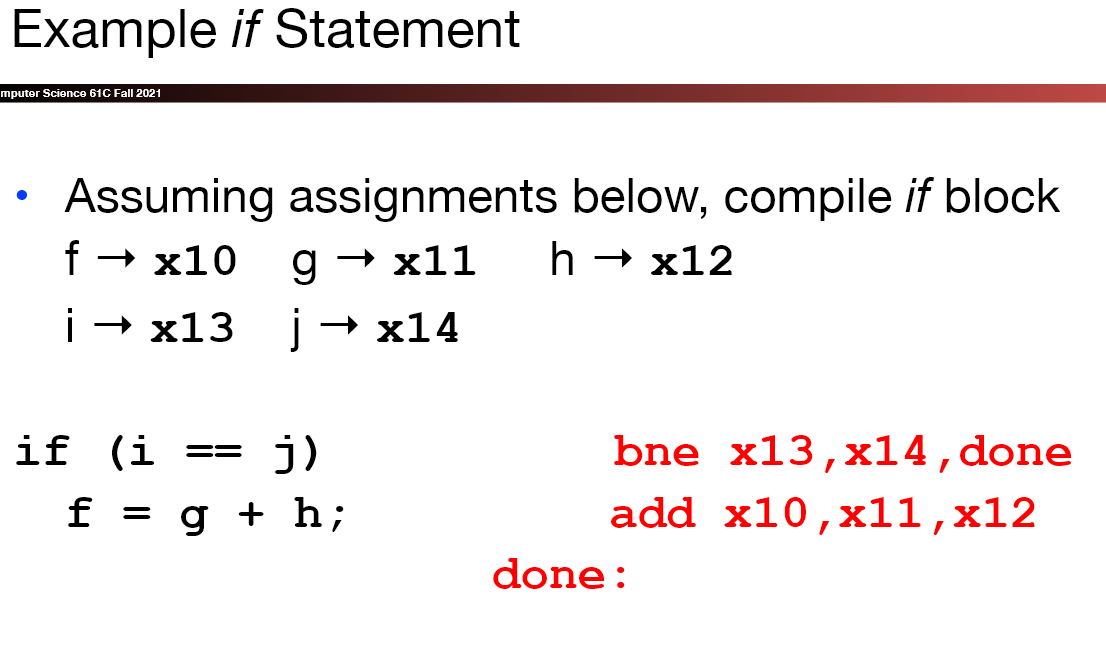 Example if Statement
mputer Science 61C Fall 2021
• Assuming assignments below, compile if block
f → x10 g → x11 h → x12
i → x13 j → x14
if (i == j) bne x13,x14,done
f = g + h; add x10,x11,x12
done: